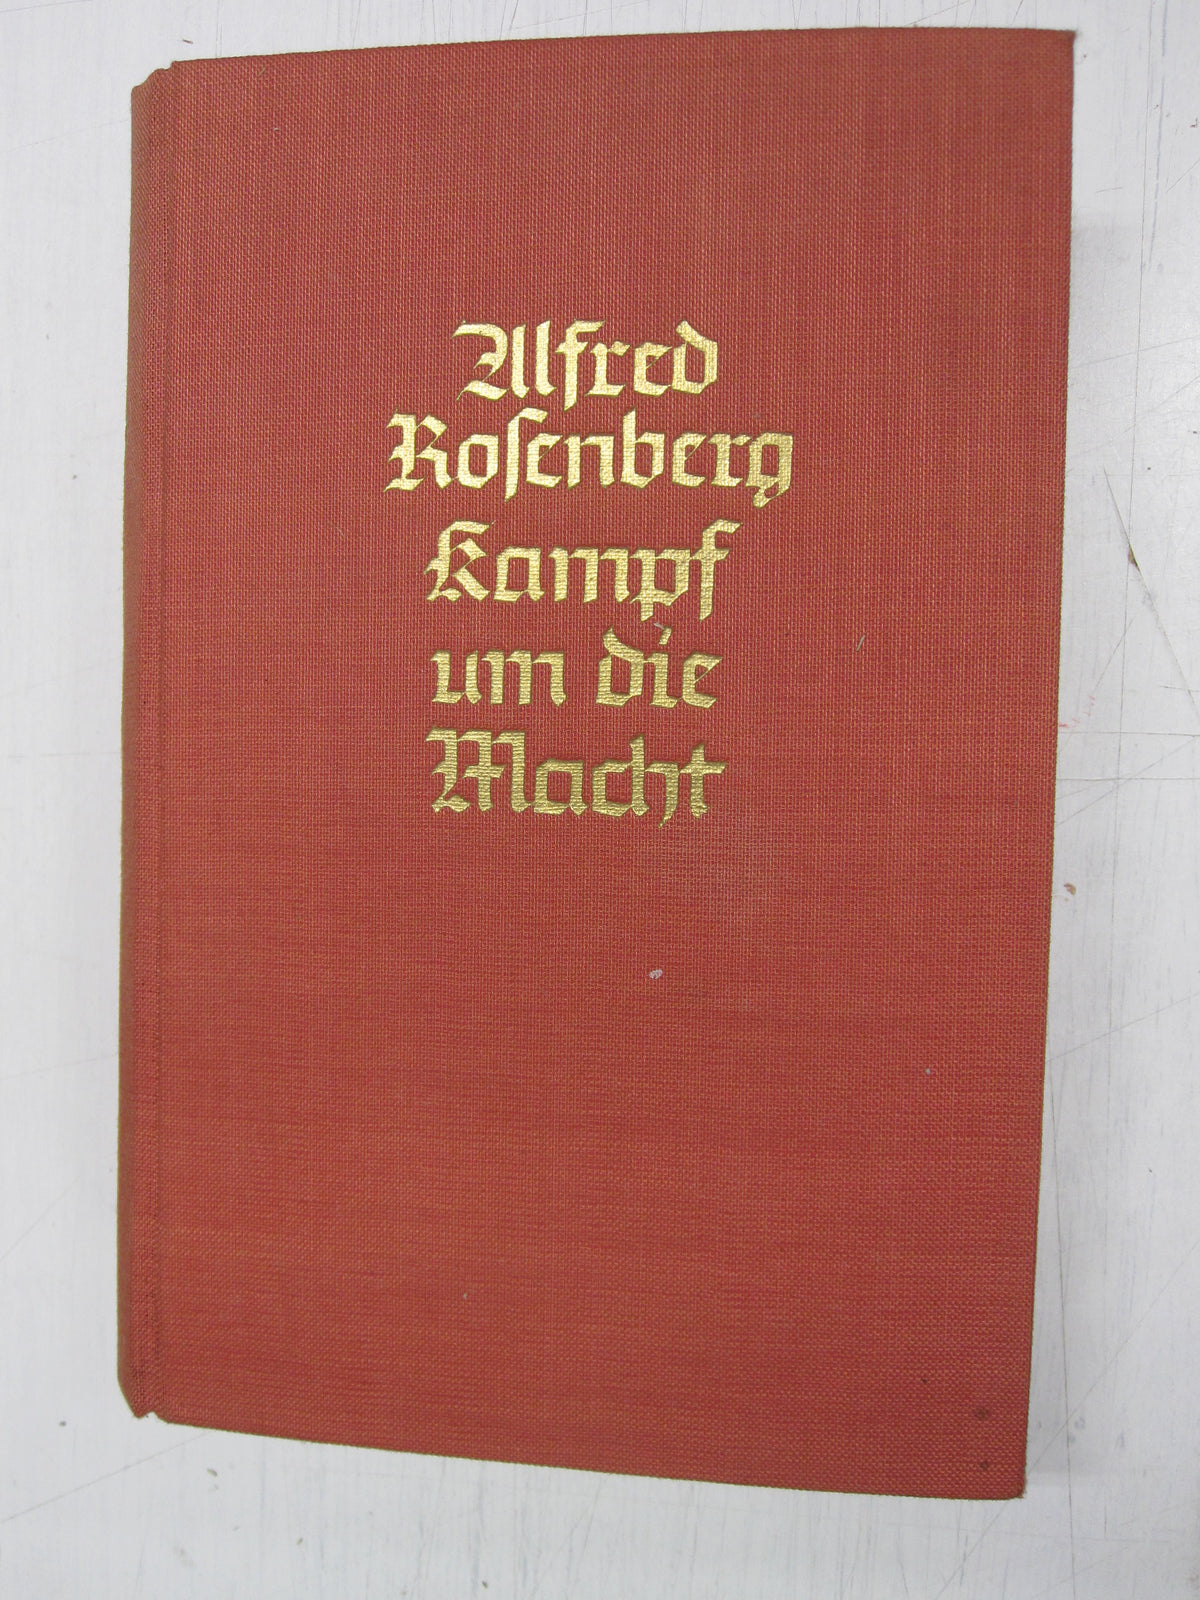 Alfred
Roſenberg
Kampf
um die
Macht